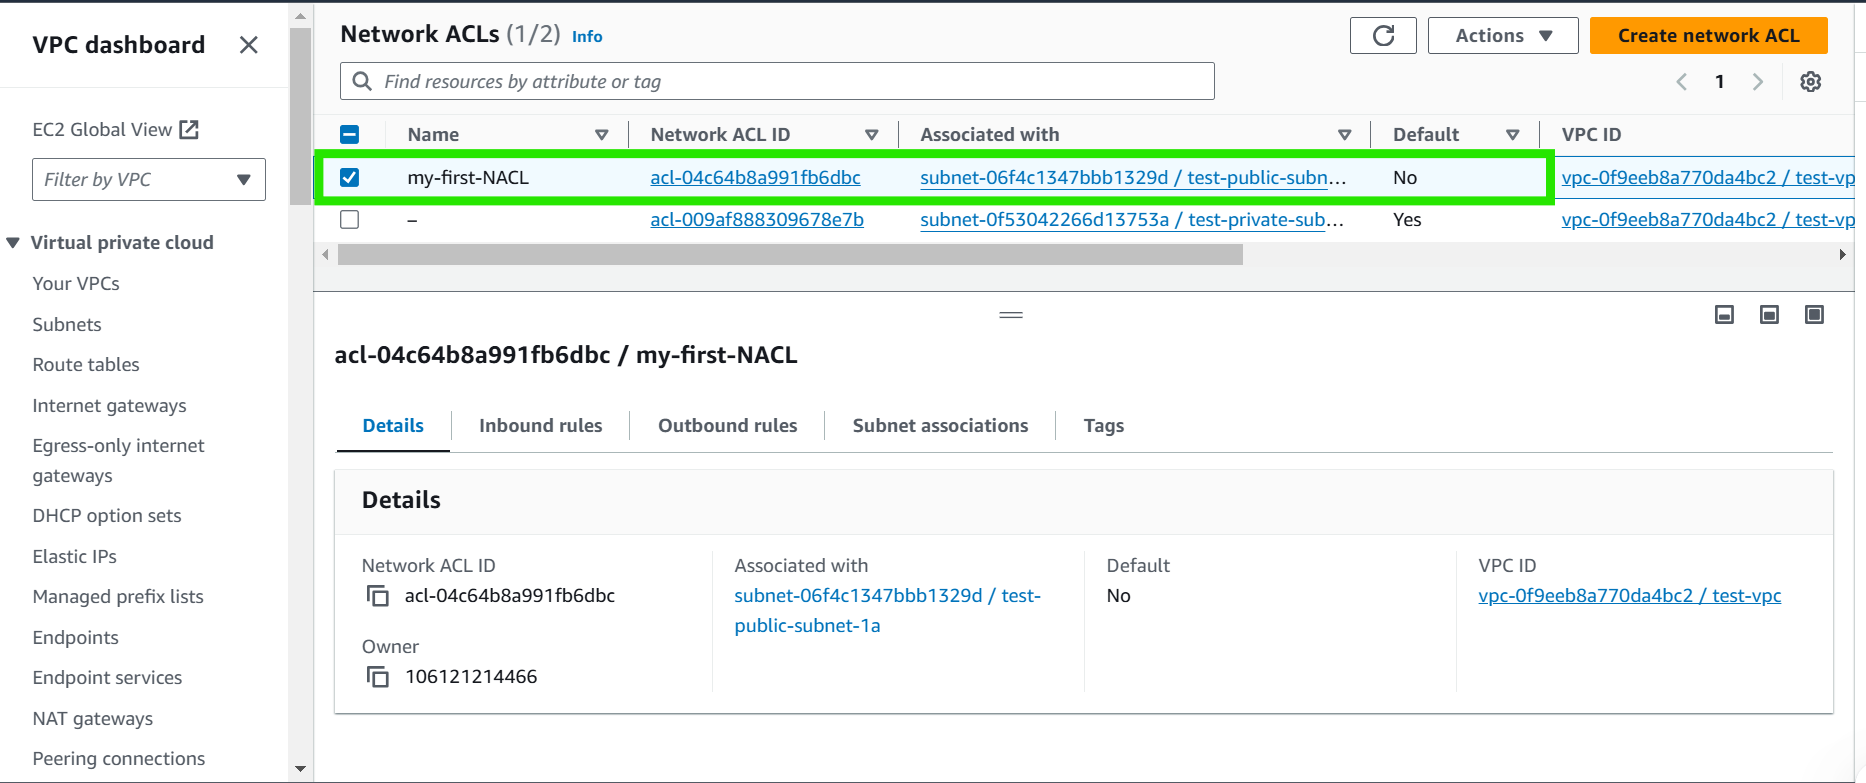 VPC dashboard
EC2 Global View
Filter by VPC
Virtual private cloud
Your VPCs
Subnets
Route tables
Internet gateways
Egress-only internet
gateways
DHCP option sets
Elastic IPs
Managed prefix lists
Endpoints
Endpoint services
NAT gateways
Peering connections
Network ACLs (1/2) Info
Actions
Create network ACL
Find resources by attribute or tag
1
Name Network ACL ID Associated with Default VPC ID
my-first-NACL acl-04c64b8a991fb6dbc subnet-06f4c1347bbb1329d / test-public-subn... No vpc-0f9eeb8a770da4bc2 / test-vp
– acl-009af888309678e7b subnet-0f53042266d13753a / test-private-sub... Yes vpc-0f9eeb8a770da4bc2 / test-vp
acl-04c64b8a991fb6dbc / my-first-NACL
Details Inbound rules Outbound rules Subnet associations Tags
Details
Network ACL ID
acl-04c64b8a991fb6dbc
Owner
106121214466
Associated with
subnet-06f4c1347bbb1329d / test-
public-subnet-1a
Default
No
VPC ID
vpc-0f9eeb8a770da4bc2 / test-vpc